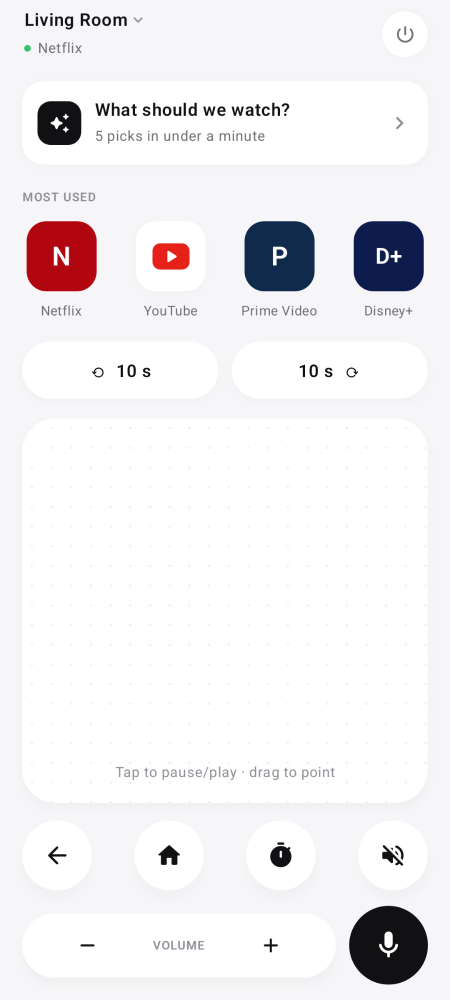 Living Room
Netflix
What should we watch?
5 picks in under a minute
MOST USED
N
P
D+
Netflix
YouTube
Prime Video
Disney+
10 s
10 s
Tap to pause/play · drag to point
− VOLUME +